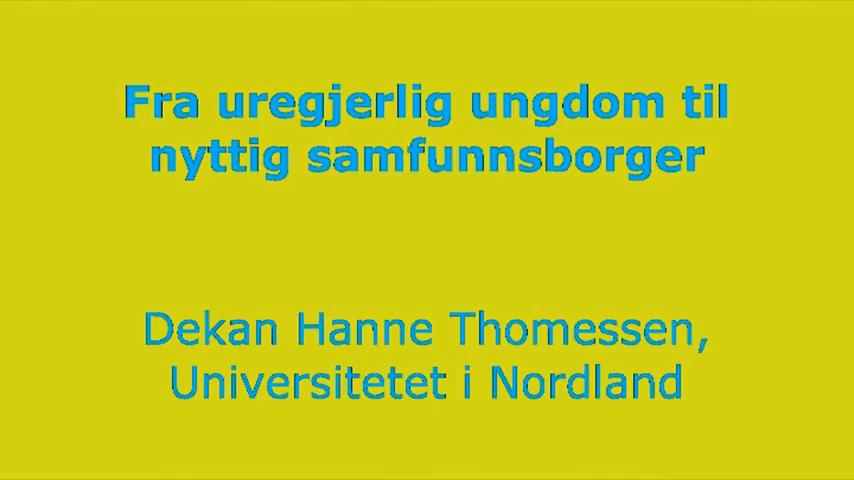 Fra uregjerlig ungdom til
nyttig samfunnsborger
Dekan Hanne Thomessen,
Universitetet i Nordland